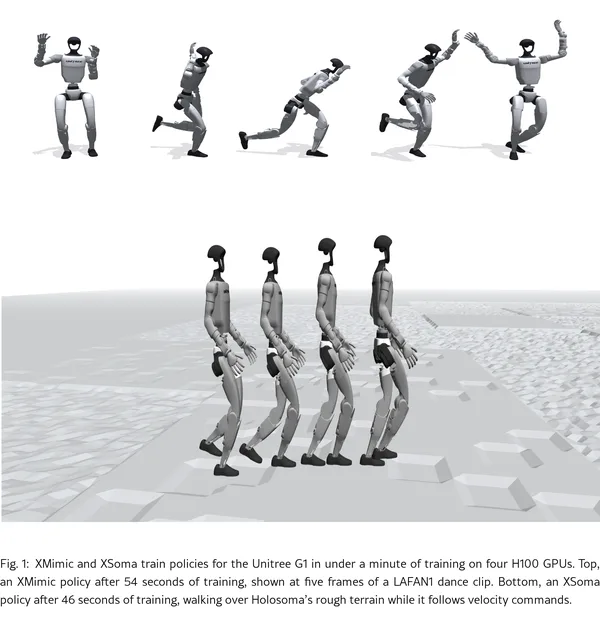 Fig. 1: XMimic and XSoma train policies for the Unitree G1 in under a minute of training on four H100 GPUs. Top,
an XMimic policy after 54 seconds of training, shown at five frames of a LAFAN1 dance clip. Bottom, an XSoma
policy after 46 seconds of training, walking over Holosoma's rough terrain while it follows velocity commands.